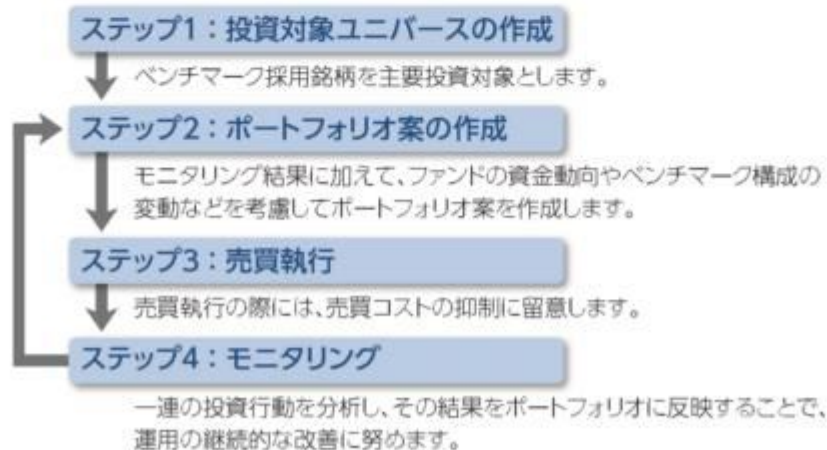 ステップ1：投資対象ユニバースの作成
ベンチマーク採用銘柄を主要投資対象とします。
ステップ2：ポートフォリオ案の作成
モニタリング結果に加えて、ファンドの資金動向やベンチマーク構成の
変動などを考慮してポートフォリオ案を作成します。
ステップ3：売買執行
売買執行の際には、売買コストの抑制に留意します。
ステップ4：モニタリング
一連の投資行動を分析し、その結果をポートフォリオに反映することで、
運用の継続的な改善に努めます。